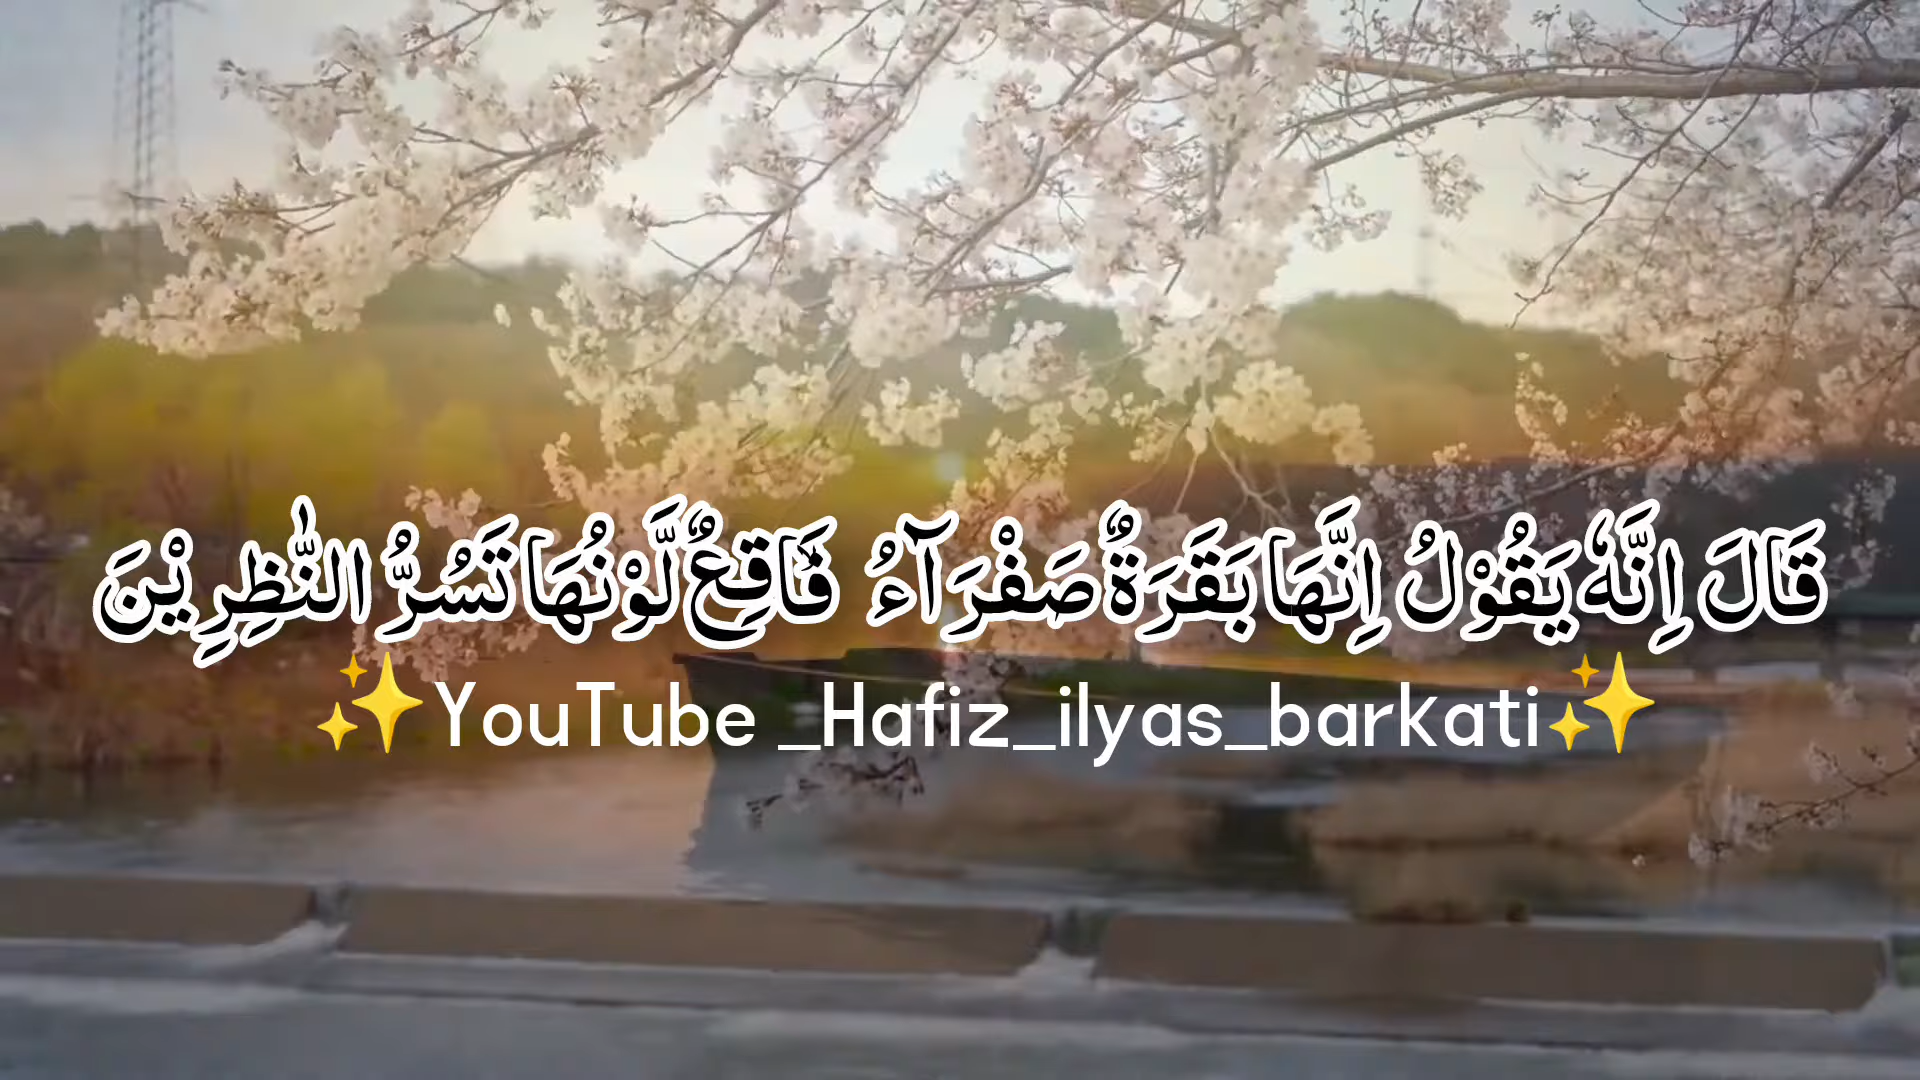 قَالَ اِنَّهٗ يَقُوْلُ اِنَّهَا بَقَرَةٌ صَفْرَآءُ فَاقِعٌ لَّوْنُهَا تَسُرُّ النّٰظِرِيْنَ
✨YouTube _Hafiz_ilyas_barkati✨